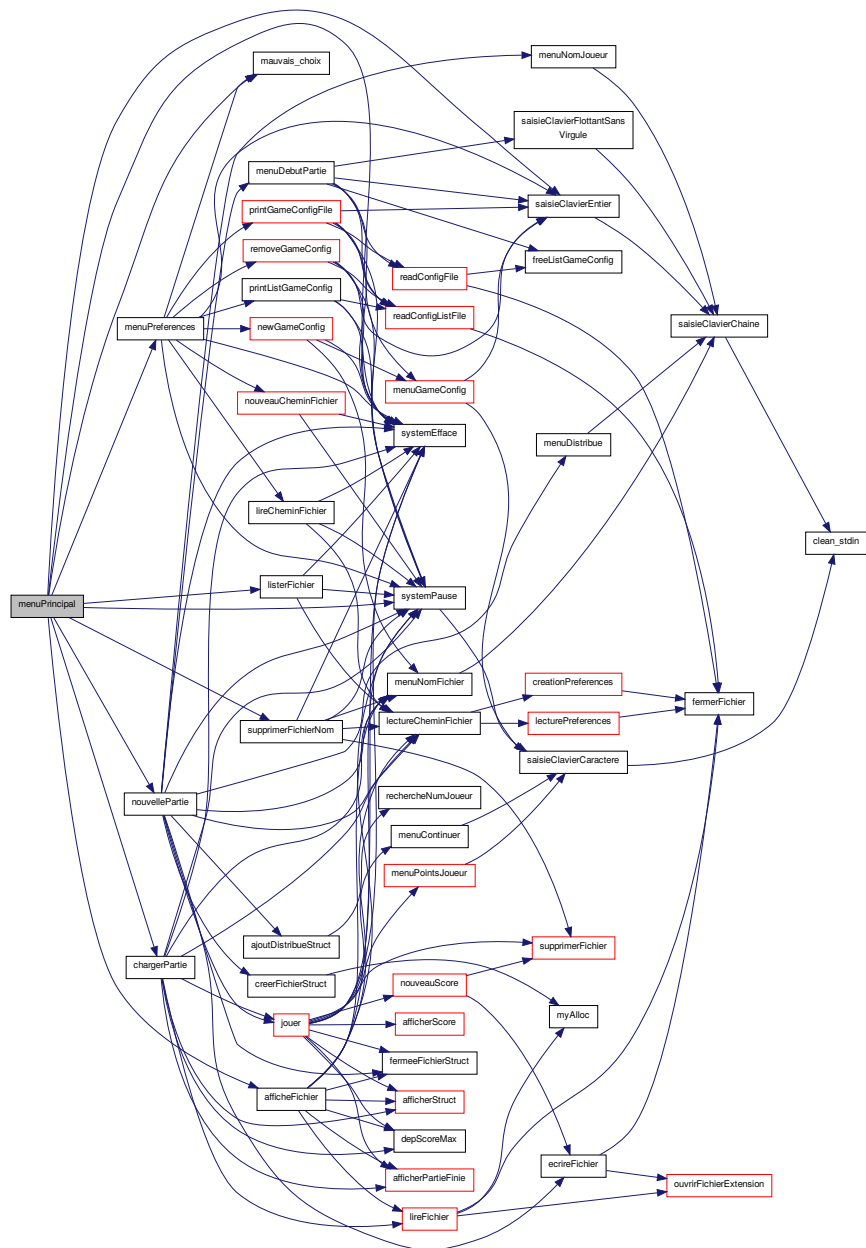 menuNomJoueur
mauvais_choix
saisieClavierFlottantSans
Virgule
menuDebutPartie
saisieClavierEntier
printGameConfigFile
removeGameConfig
freeListGameConfig
readConfigFile
printListGameConfig
readConfigListFile
saisieClavierChaine
menuPreferences
newGameConfig
menuGameConfig
nouveauCheminFichier
systemEfface
menuDistribue
lireCheminFichier
clean_stdin
listerFichier
systemPause
menuPrincipal
menuNomFichier
creationPreferences
fermerFichier
lectureCheminFichier
lecturePreferences
supprimerFichierNom
saisieClavierCaractere
nouvellePartie
rechercheNumJoueur
menuContinuer
menuPointsJoueur
ajoutDistribueStruct
supprimerFichier
chargerPartie
creerFichierStruct
nouveauScore
myAlloc
jouer
afficherScore
fermeeFichierStruct
afficheFichier
afficherStruct
depScoreMax
ecrireFichier
afficherPartieFinie
ouvrirFichierExtension
lireFichier